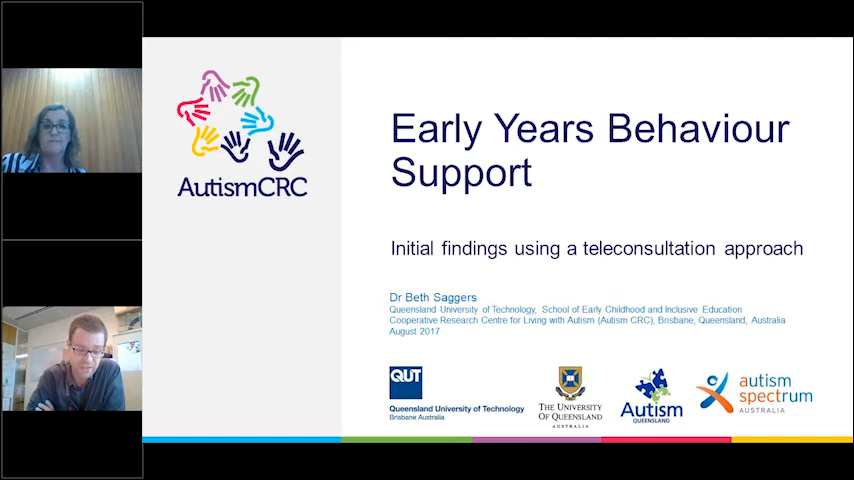 AutismCRC
Early Years Behaviour
Support
Initial findings using a teleconsultation approach
Dr Beth Saggers
Queensland University of Technology, School of Early Childhood and Inclusive Education
Cooperative Research Centre for Living with Autism (Autism CRC), Brisbane, Queensland, Australia
August 2017
QUT
Queensland University of Technology
Brisbane Australia
THE UNIVERSITY
OF QUEENSLAND
AUSTRALIA
Autism
QUEENSLAND
autism
spectrum
AUSTRALIA